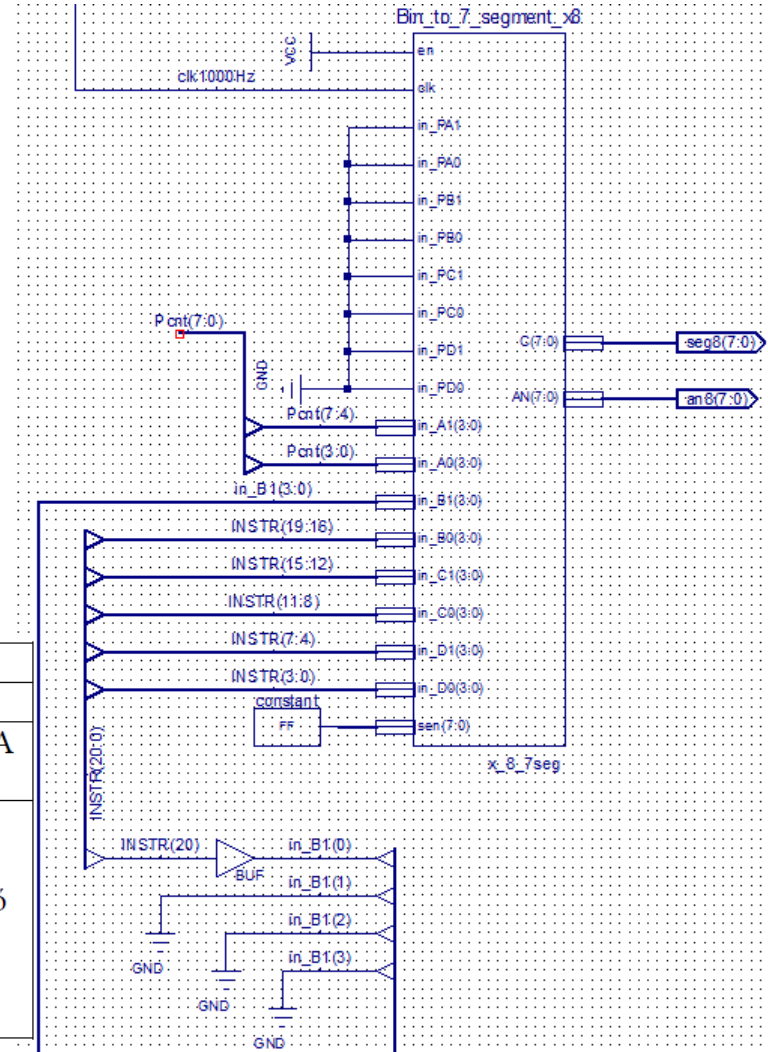 Bin_to_7_segment_x8
VCC
en
clk1000Hz
clk
in_PA1
in_PA0
in_PB1
in_PB0
in_PC1
in_PC0
Pcnt(7:0)
C(7:0)
seg8(7:0)
in_PD1
GND
in_PD0
AN(7:0)
an8(7:0)
Pcnt(7:4)
in_A1(3:0)
Pcnt(3:0)
in_A0(3:0)
in_B1(3:0)
in_B1(3:0)
INSTR(19:16)
in_B0(3:0)
INSTR(15:12)
in_C1(3:0)
INSTR(11:8)
in_C0(3:0)
INSTR(7:4)
in_D1(3:0)
INSTR(3:0)
in_D0(3:0)
constant
FF
sen(7:0)
A
x_8_7seg
INSTR(20:0)
INSTR(20)
BUF
in_B1(0)
in_B1(1)
in_B1(2)
in_B1(3)
GND
GND
GND